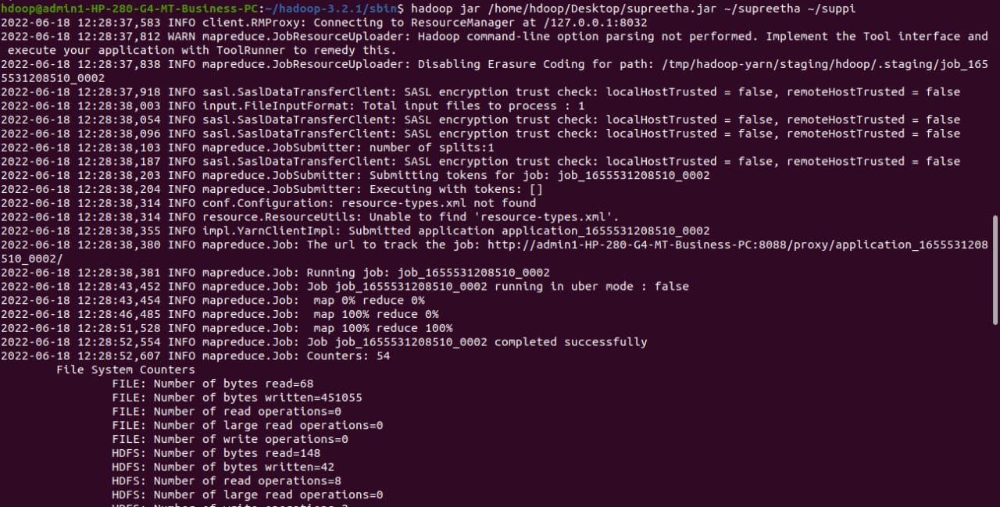 hdoop@admin1-HP-280-G4-MT-Business-PC:~/hadoop-3.2.1/sbin$ hadoop jar /home/hdoop/Desktop/supreetha.jar ~/supreetha ~/suppi
2022-06-18 12:28:37,583 INFO client.RMProxy: Connecting to ResourceManager at /127.0.0.1:8032
2022-06-18 12:28:37,812 WARN mapreduce.JobResourceUploader: Hadoop command-line option parsing not performed. Implement the Tool interface and
 execute your application with ToolRunner to remedy this.
2022-06-18 12:28:37,838 INFO mapreduce.JobResourceUploader: Disabling Erasure Coding for path: /tmp/hadoop-yarn/staging/hdoop/.staging/job_165
5531208510_0002
2022-06-18 12:28:37,918 INFO sasl.SaslDataTransferClient: SASL encryption trust check: localHostTrusted = false, remoteHostTrusted = false
2022-06-18 12:28:38,003 INFO input.FileInputFormat: Total input files to process : 1
2022-06-18 12:28:38,054 INFO sasl.SaslDataTransferClient: SASL encryption trust check: localHostTrusted = false, remoteHostTrusted = false
2022-06-18 12:28:38,096 INFO sasl.SaslDataTransferClient: SASL encryption trust check: localHostTrusted = false, remoteHostTrusted = false
2022-06-18 12:28:38,103 INFO mapreduce.JobSubmitter: number of splits:1
2022-06-18 12:28:38,187 INFO sasl.SaslDataTransferClient: SASL encryption trust check: localHostTrusted = false, remoteHostTrusted = false
2022-06-18 12:28:38,203 INFO mapreduce.JobSubmitter: Submitting tokens for job: job_1655531208510_0002
2022-06-18 12:28:38,204 INFO mapreduce.JobSubmitter: Executing with tokens: []
2022-06-18 12:28:38,314 INFO conf.Configuration: resource-types.xml not found
2022-06-18 12:28:38,314 INFO resource.ResourceUtils: Unable to find 'resource-types.xml'.
2022-06-18 12:28:38,355 INFO impl.YarnClientImpl: Submitted application application_1655531208510_0002
2022-06-18 12:28:38,380 INFO mapreduce.Job: The url to track the job: http://admin1-HP-280-G4-MT-Business-PC:8088/proxy/application_1655531208
510_0002/
2022-06-18 12:28:38,381 INFO mapreduce.Job: Running job: job_1655531208510_0002
2022-06-18 12:28:43,452 INFO mapreduce.Job: Job job_1655531208510_0002 running in uber mode : false
2022-06-18 12:28:43,454 INFO mapreduce.Job:  map 0% reduce 0%
2022-06-18 12:28:46,485 INFO mapreduce.Job:  map 100% reduce 0%
2022-06-18 12:28:51,528 INFO mapreduce.Job:  map 100% reduce 100%
2022-06-18 12:28:52,554 INFO mapreduce.Job: Job job_1655531208510_0002 completed successfully
2022-06-18 12:28:52,607 INFO mapreduce.Job: Counters: 54
File System Counters
FILE: Number of bytes read=68
FILE: Number of bytes written=451055
FILE: Number of read operations=0
FILE: Number of large read operations=0
FILE: Number of write operations=0
HDFS: Number of bytes read=148
HDFS: Number of bytes written=42
HDFS: Number of read operations=8
HDFS: Number of large read operations=0
HDFS: Number of write operations=2